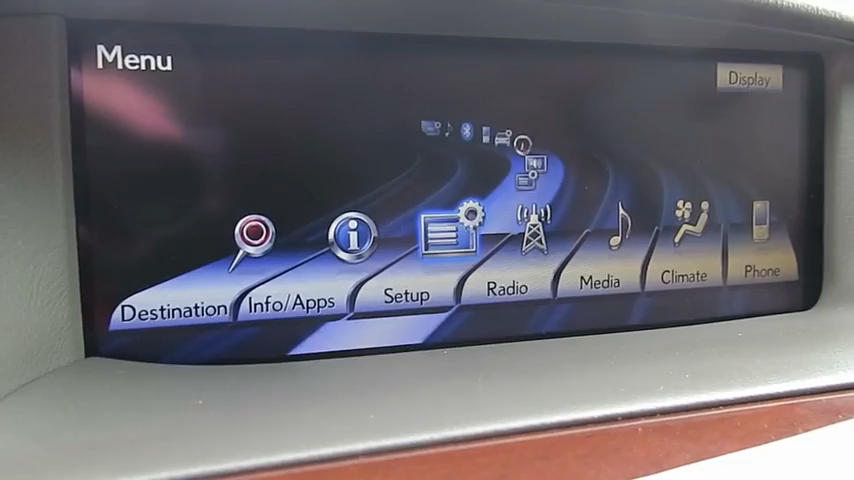 Menu
Display
Destination
Info/Apps
Setup
Radio
Media
Climate
Phone